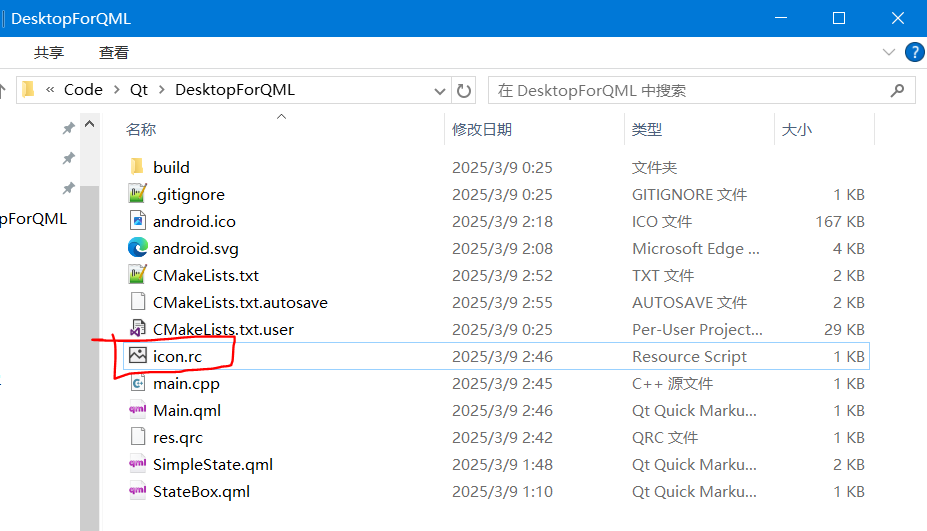 DesktopForQML
共享 查看
« Code > Qt > DesktopForQML 在 DesktopForQML 中搜索
名称 修改日期 类型 大小
build 2025/3/9 0:25 文件夹
.gitignore 2025/3/9 0:25 GITIGNORE 文件 1 KB
android.ico 2025/3/9 2:18 ICO 文件 167 KB
pForQML
android.svg 2025/3/9 2:08 Microsoft Edge ... 4 KB
CMakeLists.txt 2025/3/9 2:52 TXT 文件 2 KB
CMakeLists.txt.autosave 2025/3/9 2:55 AUTOSAVE 文件 2 KB
CMakeLists.txt.user 2025/3/9 0:25 Per-User Project... 29 KB
icon.rc 2025/3/9 2:46 Resource Script 1 KB
main.cpp 2025/3/9 2:45 C++ 源文件 1 KB
Main.qml 2025/3/9 2:46 Qt Quick Marku... 1 KB
res.qrc 2025/3/9 2:42 QRC 文件 1 KB
SimpleState.qml 2025/3/9 1:48 Qt Quick Marku... 2 KB
StateBox.qml 2025/3/9 1:10 Qt Quick Marku... 1 KB